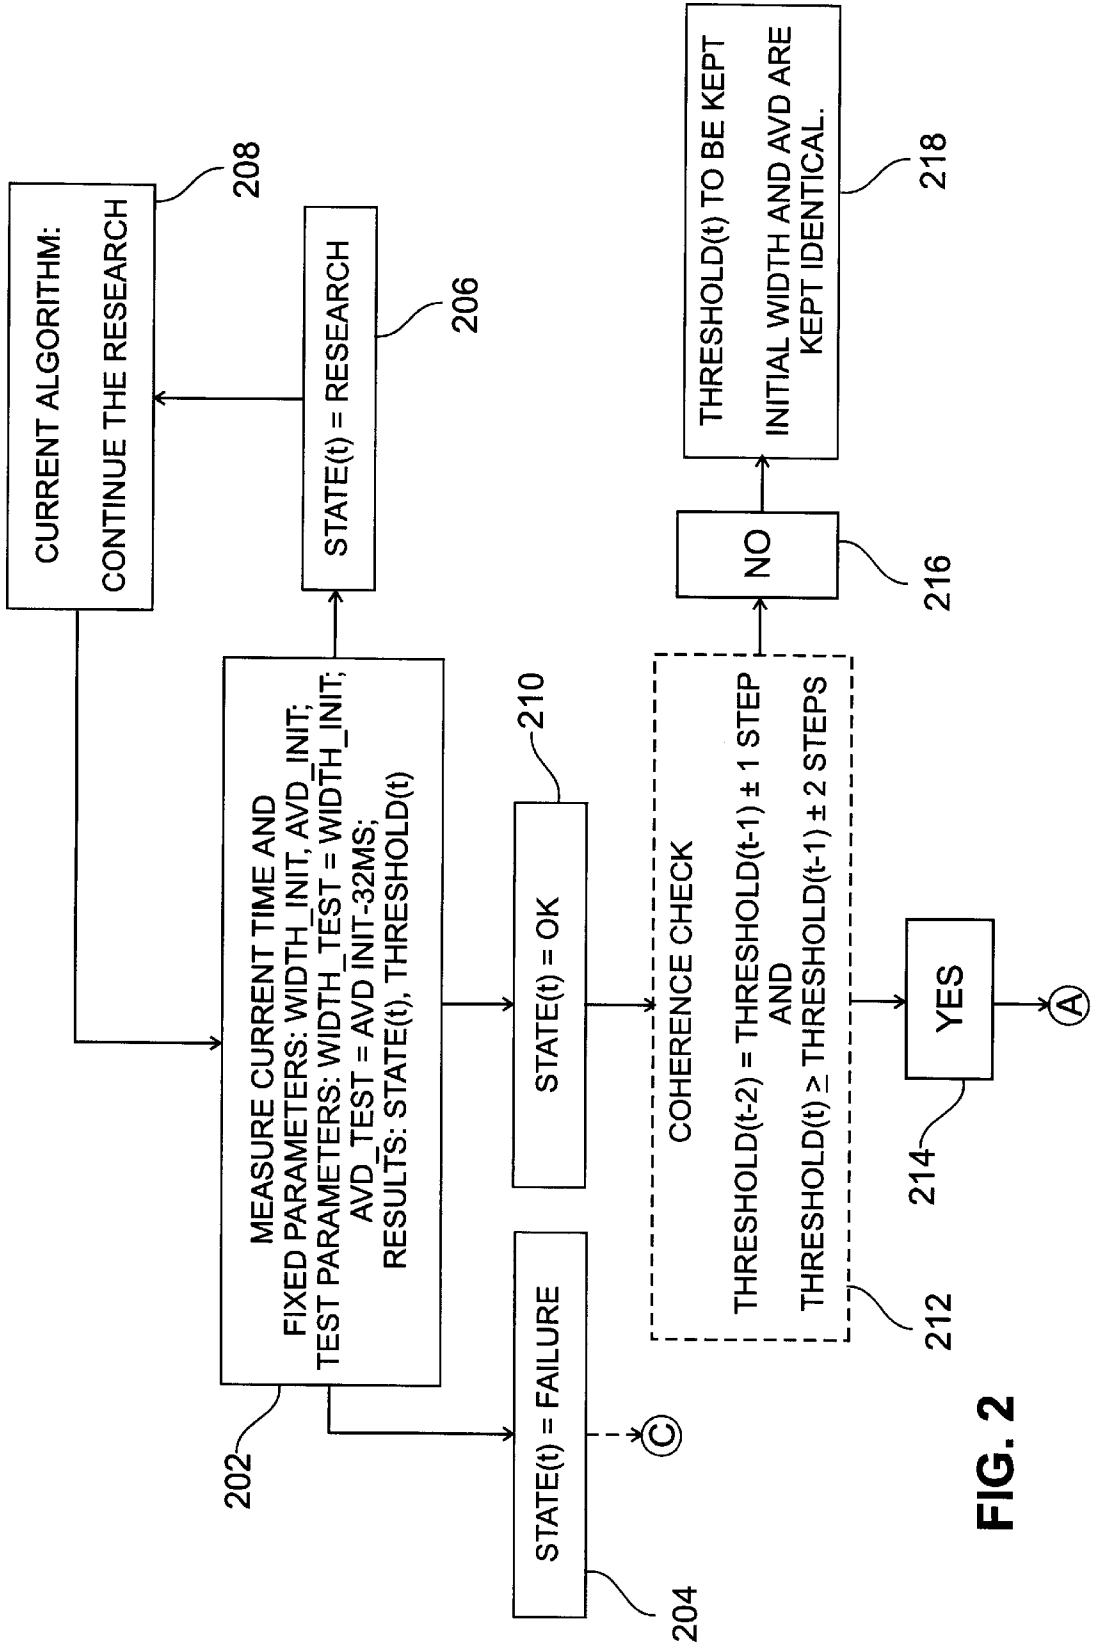 CURRENT ALGORITHM:
CONTINUE THE RESEARCH
208
STATE(t) = RESEARCH
206
MEASURE CURRENT TIME AND
FIXED PARAMETERS: WIDTH_INIT, AVD_INIT;
TEST PARAMETERS: WIDTH_TEST = WIDTH_INIT;
AVD_TEST = AVD INIT-32MS;
RESULTS: STATE(t), THRESHOLD(t)
202
STATE(t) = FAILURE
204
C
STATE(t) = OK
210
COHERENCE CHECK
THRESHOLD(t-2) = THRESHOLD(t-1) ± 1 STEP
AND
THRESHOLD(t) ≥ THRESHOLD(t-1) ± 2 STEPS
212
NO
216
THRESHOLD(t) TO BE KEPT
INITIAL WIDTH AND AVD ARE
KEPT IDENTICAL.
218
YES
214
A
FIG. 2